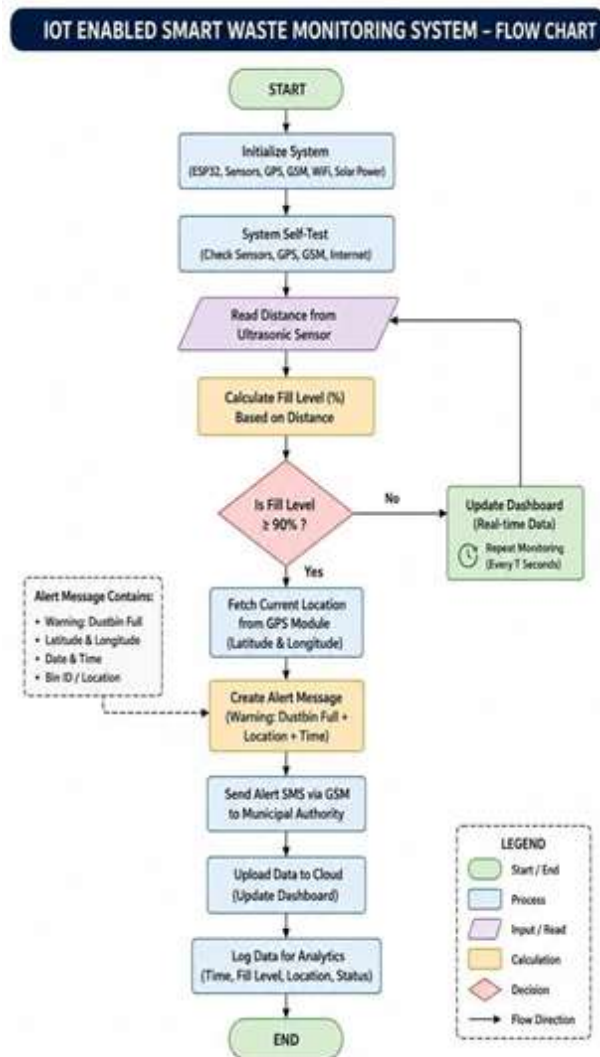 IOT ENABLED SMART WASTE MONITORING SYSTEM – FLOW CHART
START
Initialize System
(ESP32, Sensors, GPS, GSM, WiFi, Solar Power)
System Self-Test
(Check Sensors, GPS, GSM, Internet)
Read Distance from
Ultrasonic Sensor
Calculate Fill Level (%)
Based on Distance
Is Fill Level
≥ 90% ?
No
Update Dashboard
(Real-time Data)
Repeat Monitoring
(Every T Seconds)
Yes
Fetch Current Location
from GPS Module
(Latitude & Longitude)
Alert Message Contains:
• Warning: Dustbin Full
• Latitude & Longitude
• Date & Time
• Bin ID / Location
Create Alert Message
(Warning: Dustbin Full +
Location + Time)
Send Alert SMS via GSM
to Municipal Authority
Upload Data to Cloud
(Update Dashboard)
Log Data for Analytics
(Time, Fill Level, Location, Status)
END
LEGEND
Start / End
Process
Input / Read
Calculation
Decision
Flow Direction